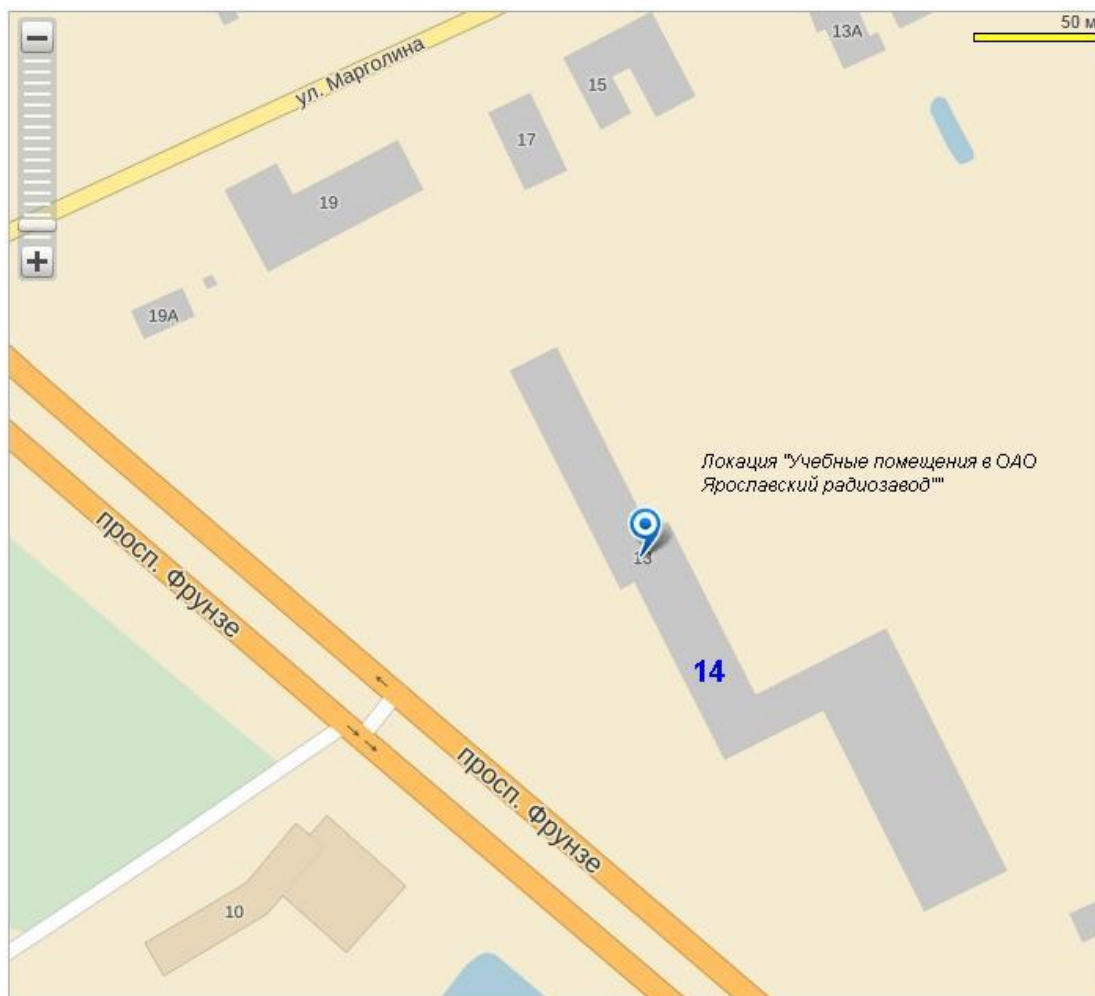 50 м
13А
ул. Марголина
15
17
19
19А
Локация "Учебные помещения в ОАО
Ярославский радиозавод""
просп. Фрунзе
13
14
просп. Фрунзе
10